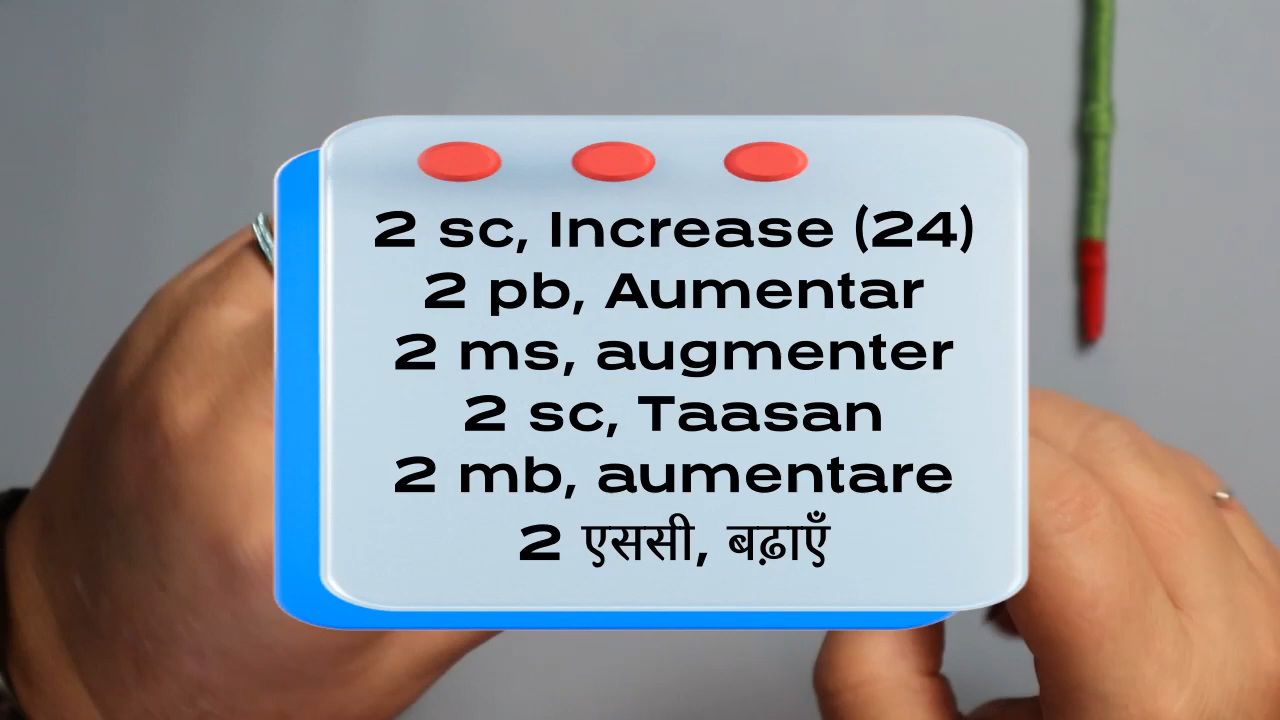 2 sc, Increase (24)
2 pb, Aumentar
2 ms, augmenter
2 sc, Taasan
2 mb, aumentare
2 एससी, बढ़ाएँ